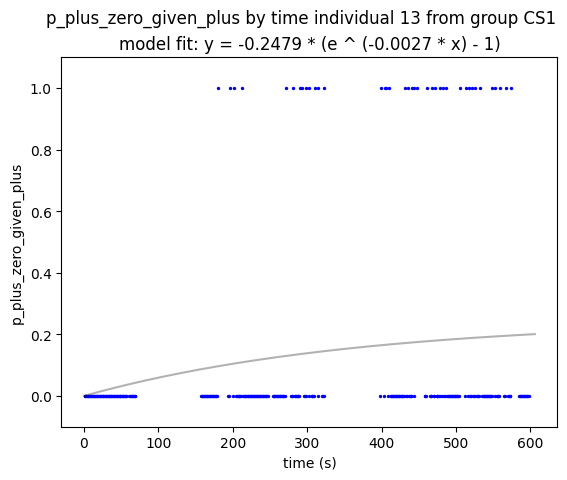 p_plus_zero_given_plus by time individual 13 from group CS1
model fit: y = -0.2479 * (e ^ (-0.0027 * x) - 1)
1.0
0.8
0.6
0.4
0.2
0.0
p_plus_zero_given_plus
0 100 200 300 400 500 600
time (s)